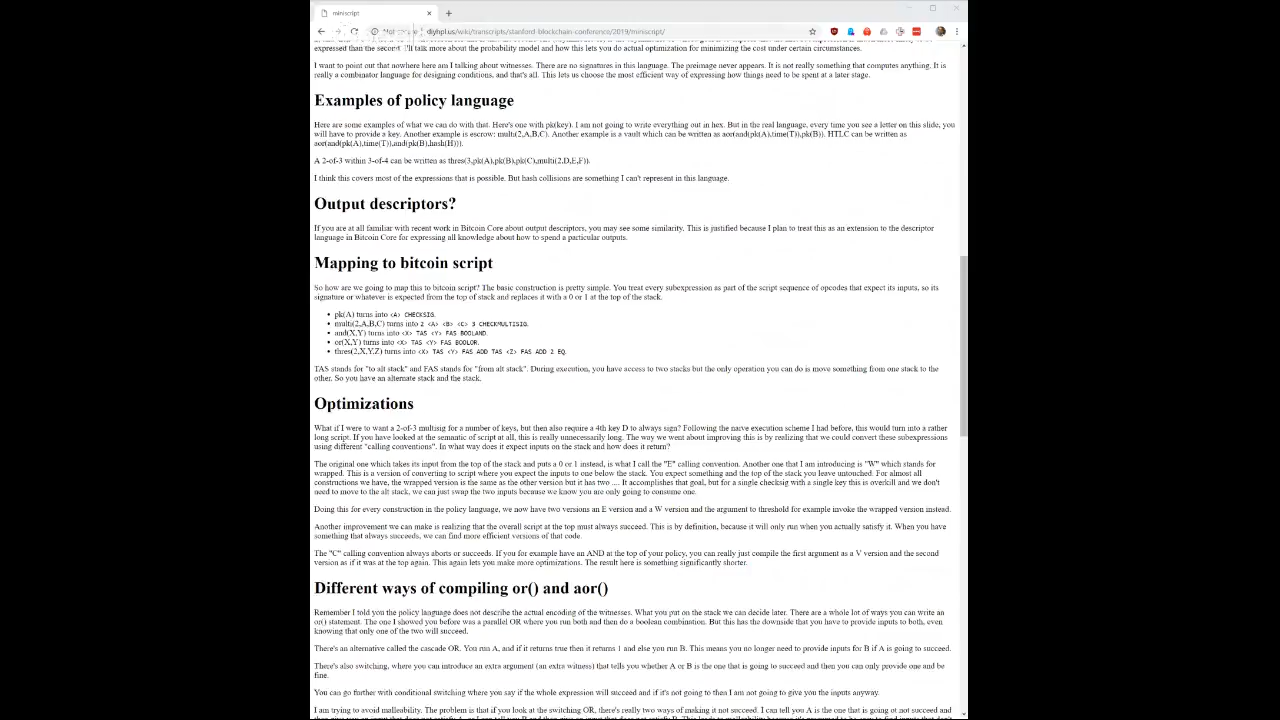 miniscript
Not secure | diyhpl.us/wiki/transcripts/stanford-blockchain-conference/2019/miniscript/
expressed than the second. I'll talk more about the probability model and how this lets you do actual optimization for minimizing the cost under certain circumstances.
I want to point out that nowhere here am I talking about witnesses. There are no signatures in this language. The preimage never appears. It is not really something that computes anything. It is
really a combinator language for designing conditions, and that's all. This lets us choose the most efficient way of expressing how things need to be spent at a later stage.
Examples of policy language
Here are some examples of what we can do with that. Here's one with pk(key). I am not going to write everything out in hex. But in the real language, every time you see a letter on this slide, you
will have to provide a key. Another example is escrow: multi(2,A,B,C). Another example is a vault which can be written as aor(and(pk(A),time(T)),pk(B)). HTLC can be written as
aor(and(pk(A),time(T)),and(pk(B),hash(H))).
A 2-of-3 within 3-of-4 can be written as thres(3,pk(A),pk(B),pk(C),multi(2,D,E,F)).
I think this covers most of the expressions that is possible. But hash collisions are something I can't represent in this language.
Output descriptors?
If you are at all familiar with recent work in Bitcoin Core about output descriptors, you may see some similarity. This is justified because I plan to treat this as an extension to the descriptor
language in Bitcoin Core for expressing all knowledge about how to spend a particular outputs.
Mapping to bitcoin script
So how are we going to map this to bitcoin script? The basic construction is pretty simple. You treat every subexpression as part of the script sequence of opcodes that expect its inputs, so its
signature or whatever is expected from the top of stack and replaces it with a 0 or 1 at the top of the stack.
• pk(A) turns into <A> CHECKSIG.
• multi(2,A,B,C) turns into 2 <A> <B> <C> 3 CHECKMULTISIG.
• and(X,Y) turns into <X> TAS <Y> FAS BOOLAND.
• or(X,Y) turns into <X> TAS <Y> FAS BOOLOR.
• thres(2,X,Y,Z) turns into <X> TAS <Y> FAS ADD TAS <Z> FAS ADD 2 EQ.
TAS stands for "to alt stack" and FAS stands for "from alt stack". During execution, you have access to two stacks but the only operation you can do is move something from one stack to the
other. So you have an alternate stack and the stack.
Optimizations
What if I were to want a 2-of-3 multisig for a number of keys, but then also require a 4th key D to always sign? Following the naive execution scheme I had before, this would turn into a rather
long script. If you have looked at the semantic of script at all, this is really unnecessarily long. The way we went about improving this is by realizing that we could convert these subexpressions
using different "calling conventions". In what way does it expect inputs on the stack and how does it return?
The original one which takes its input from the top of the stack and puts a 0 or 1 instead, is what I call the "E" calling convention. Another one that I am introducing is "W" which stands for
wrapped. This is a version of converting to script where you expect the inputs to one below the stack. You expect something and the top of the stack you leave untouched. For almost all
constructions we have, the wrapped version is the same as the other version but it has two .... It accomplishes that goal, but for a single checksig with a single key this is overkill and we don't
need to move to the alt stack, we can just swap the two inputs because we know you are only going to consume one.
Doing this for every construction in the policy language, we now have two versions an E version and a W version and the argument to threshold for example invoke the wrapped version instead.
Another improvement we can make is realizing that the overall script at the top must always succeed. This is by definition, because it will only run when you actually satisfy it. When you have
something that always succeeds, we can find more efficient versions of that code.
The "C" calling convention always aborts or succeeds. If you for example have an AND at the top of your policy, you can really just compile the first argument as a V version and the second
version as if it was at the top again. This again lets you make more optimizations. The result here is something significantly shorter.
Different ways of compiling or() and aor()
Remember I told you the policy language does not describe the actual encoding of the witnesses. What you put on the stack we can decide later. There are a whole lot of ways you can write an
or() statement. The one I showed you before was a parallel OR where you run both and then do a boolean combination. But this has the downside that you have to provide inputs to both, even
knowing that only one of the two will succeed.
There's an alternative called the cascade OR. You run A, and if it returns true then it returns 1 and else you run B. This means you no longer need to provide inputs for B if A is going to succeed.
There's also switching, where you can introduce an extra argument (an extra witness) that tells you whether A or B is the one that is going to succeed and then you can only provide one and be
fine.
You can go further with conditional switching where you say if the whole expression will succeed and if it's not going to then I am not going to give you the inputs anyway.
I am trying to avoid malleability. The problem is that if you look at the switching OR, there's really two ways of making it not succeed. I can tell you A is the one that is going ot not succeed and